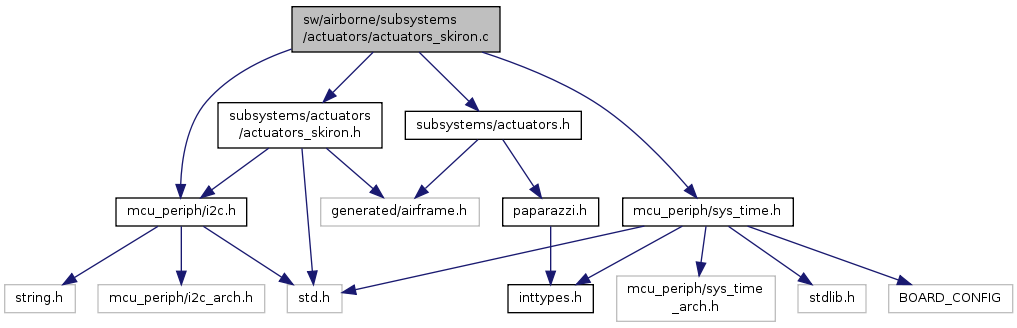 sw/airborne/subsystems
/actuators/actuators_skiron.c
subsystems/actuators
/actuators_skiron.h
subsystems/actuators.h
mcu_periph/i2c.h
generated/airframe.h
paparazzi.h
mcu_periph/sys_time.h
string.h
mcu_periph/i2c_arch.h
std.h
inttypes.h
mcu_periph/sys_time
_arch.h
stdlib.h
BOARD_CONFIG